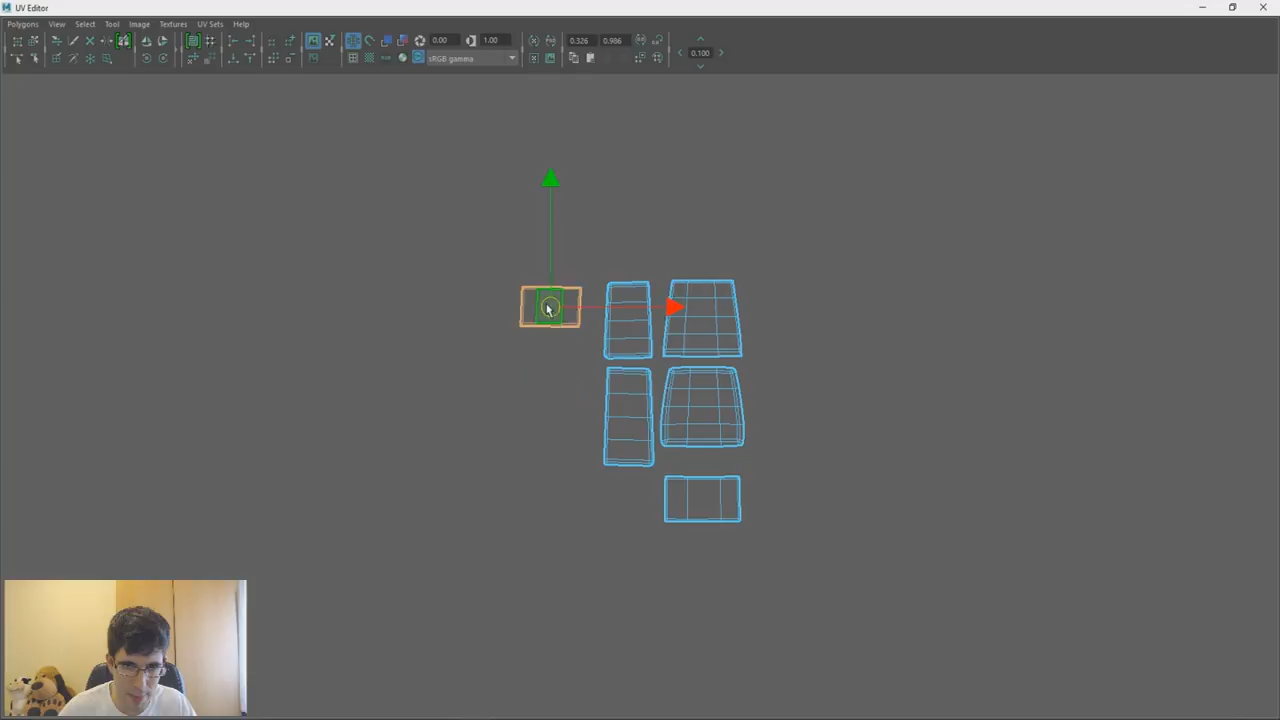 UV Editor
Polygons View Select Tool Image Textures UV Sets Help
0.00 1.00 0.326 0.986
sRGB gamma 0.100